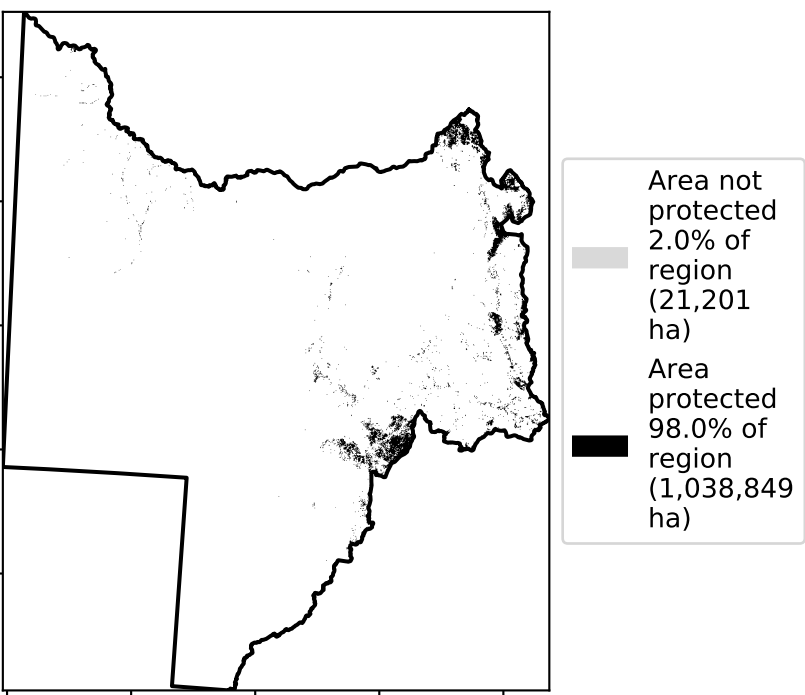 Area not
protected
2.0% of
region
(21,201
ha)
Area
protected
98.0% of
region
(1,038,849
ha)